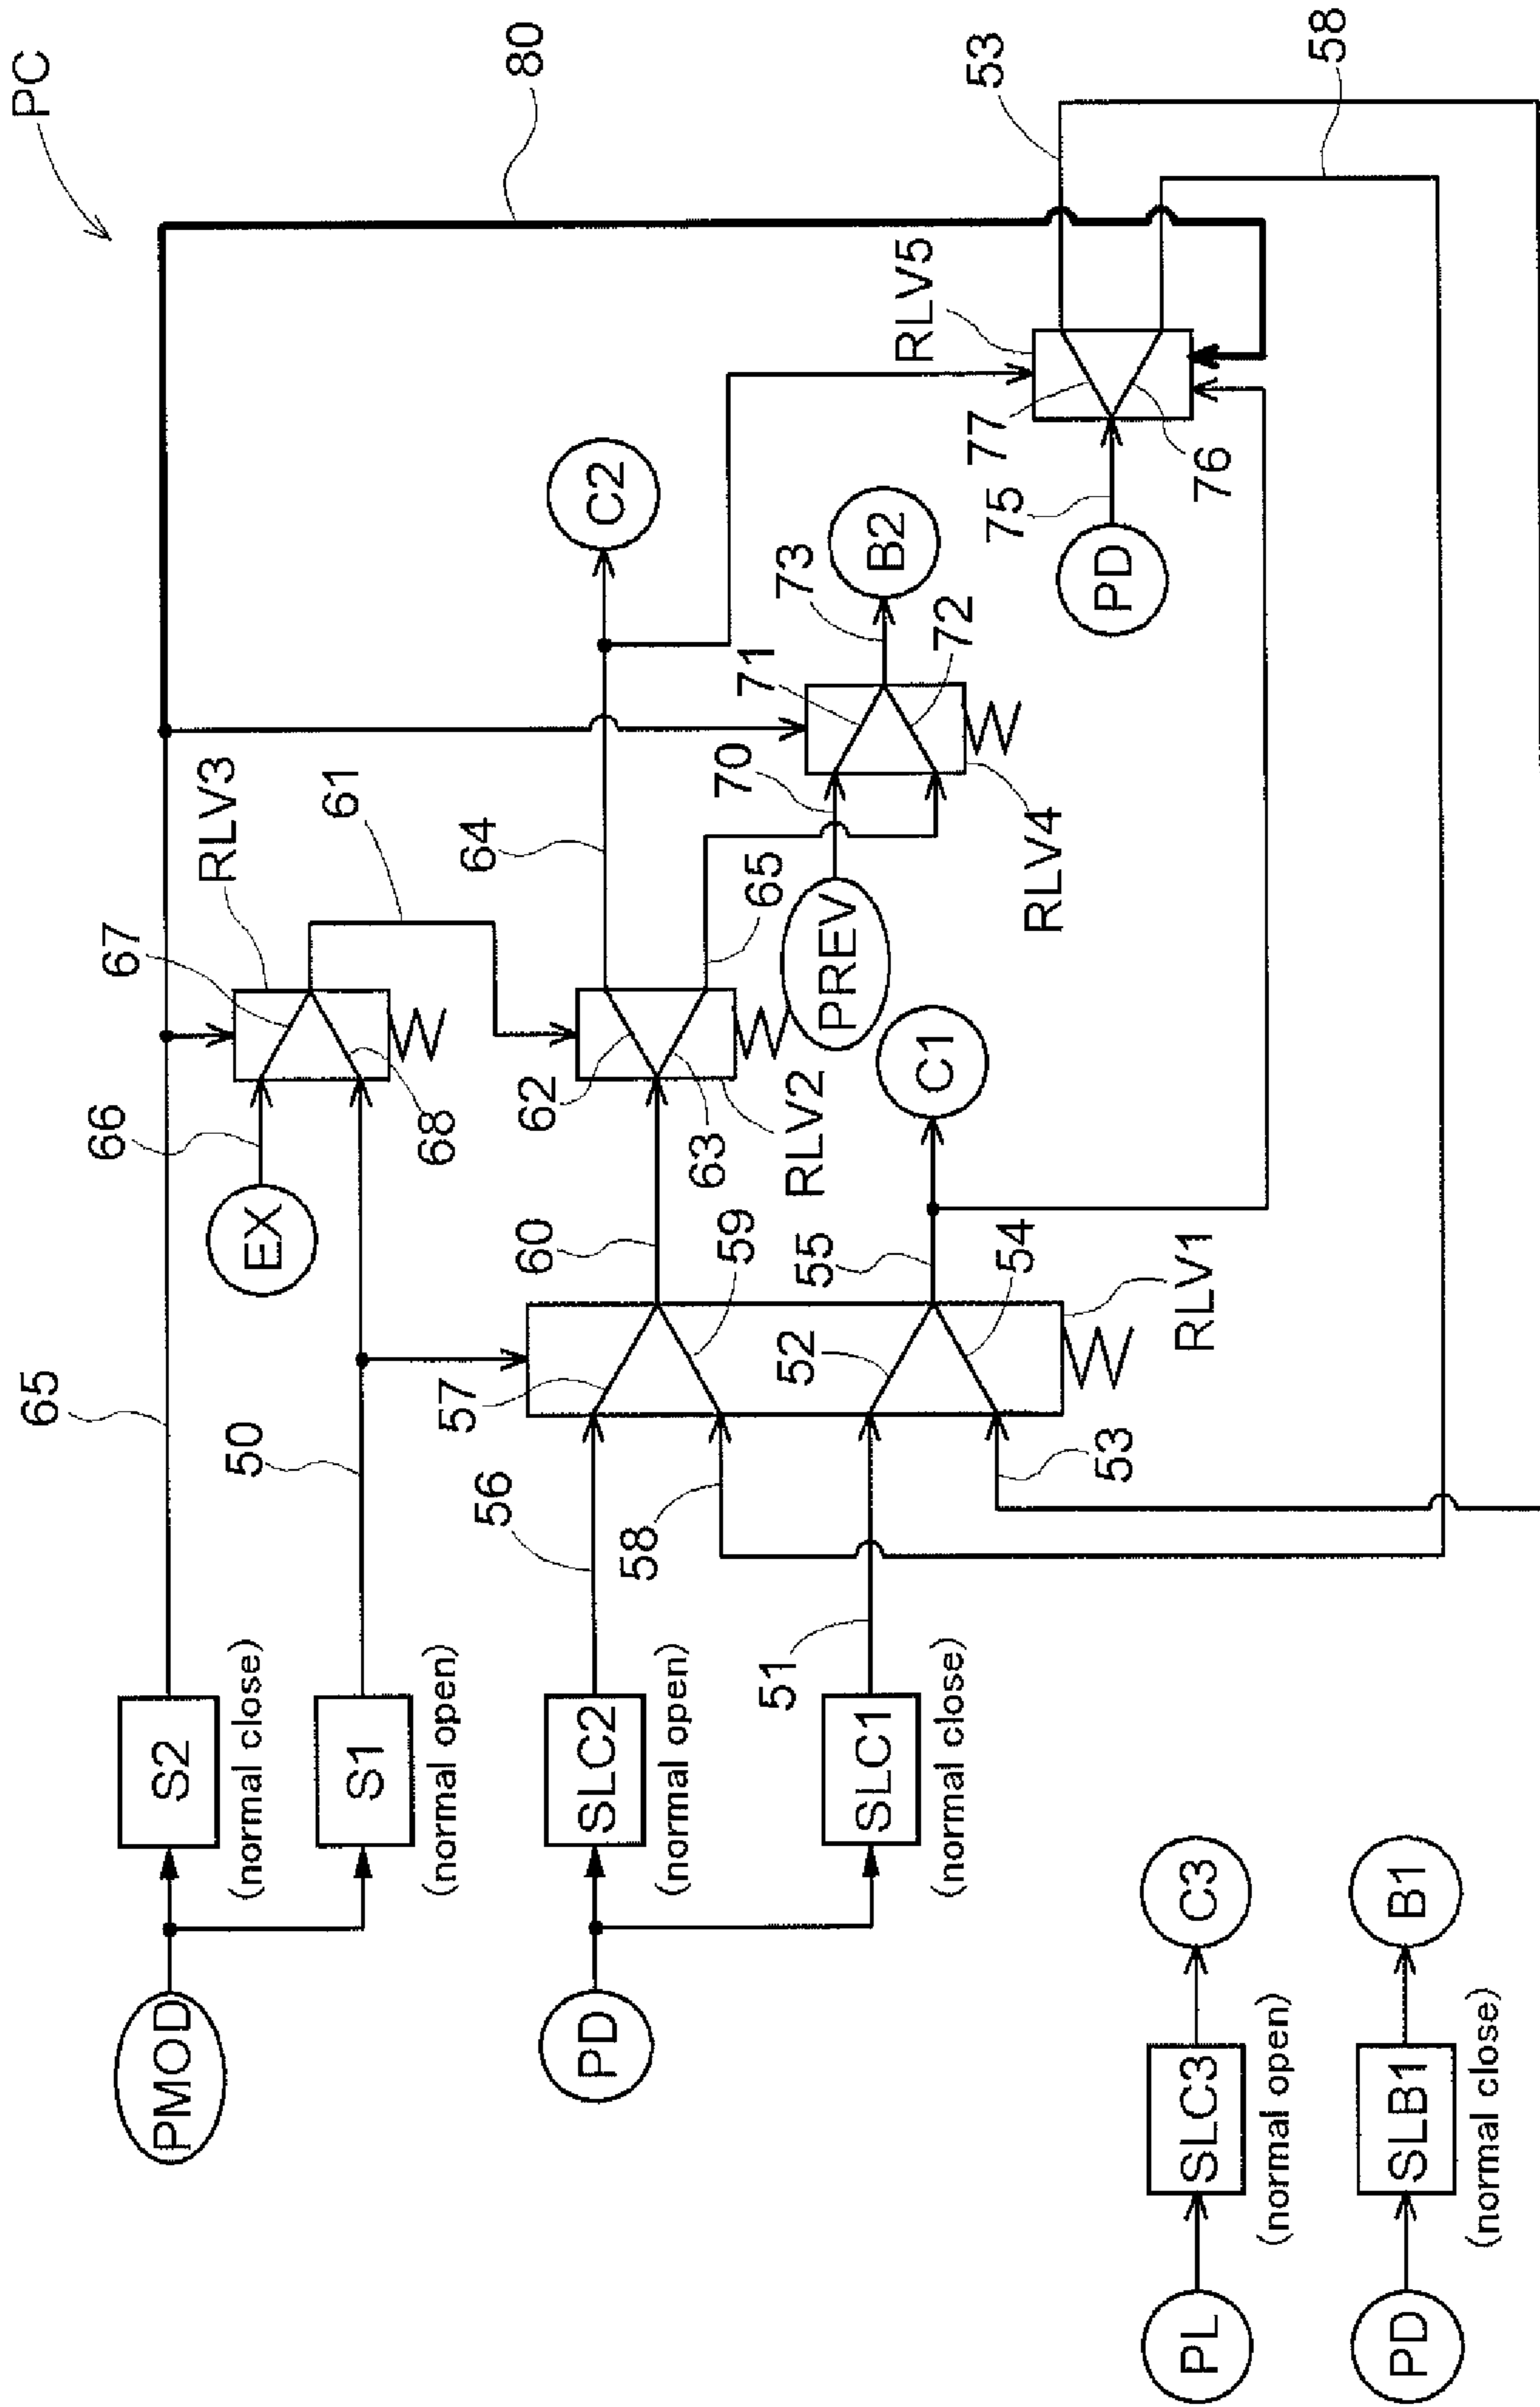 PC
80
53
58
65
66
67
RLV3
61
EX
68
50
64
C2
RLV5
S2
(normal close)
PMOD
S1
(normal open)
60
62
63
RLV2
65
70
71
73
B2
72
RLV4
PREV
75
77
76
PD
56
57
59
58
52
55
54
C1
RLV1
53
51
PD
SLC2
(normal open)
SLC1
(normal close)
PL
SLC3
(normal open)
C3
PD
SLB1
(normal close)
B1